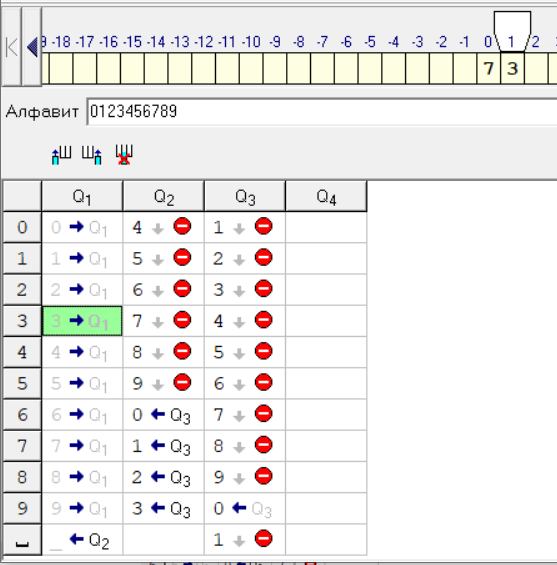 9 -18 -17 -16 -15 -14 -13 -12 -11 -10 -9 -8 -7 -6 -5 -4 -3 -2 -1 0 1 2
7 3
Алфавит 0123456789
Ш Ш Ш
Q1 Q2 Q3 Q4
0 0 → Q1 4 ↓ 1 ↓
1 1 → Q1 5 ↓ 2 ↓
2 2 → Q1 6 ↓ 3 ↓
3 3 → Q1 7 ↓ 4 ↓
4 4 → Q1 8 ↓ 5 ↓
5 5 → Q1 9 ↓ 6 ↓
6 6 → Q1 0 ← Q3 7 ↓
7 7 → Q1 1 ← Q3 8 ↓
8 8 → Q1 2 ← Q3 9 ↓
9 9 → Q1 3 ← Q3 0 ← Q3
␣ _ ← Q2 1 ↓